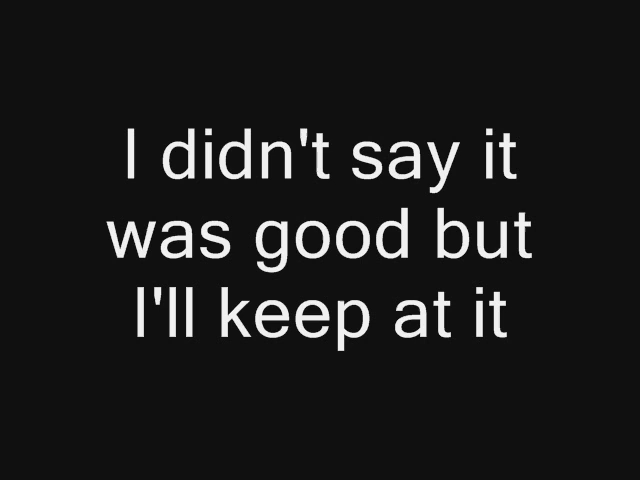 I didn't say it
was good but
I'll keep at it